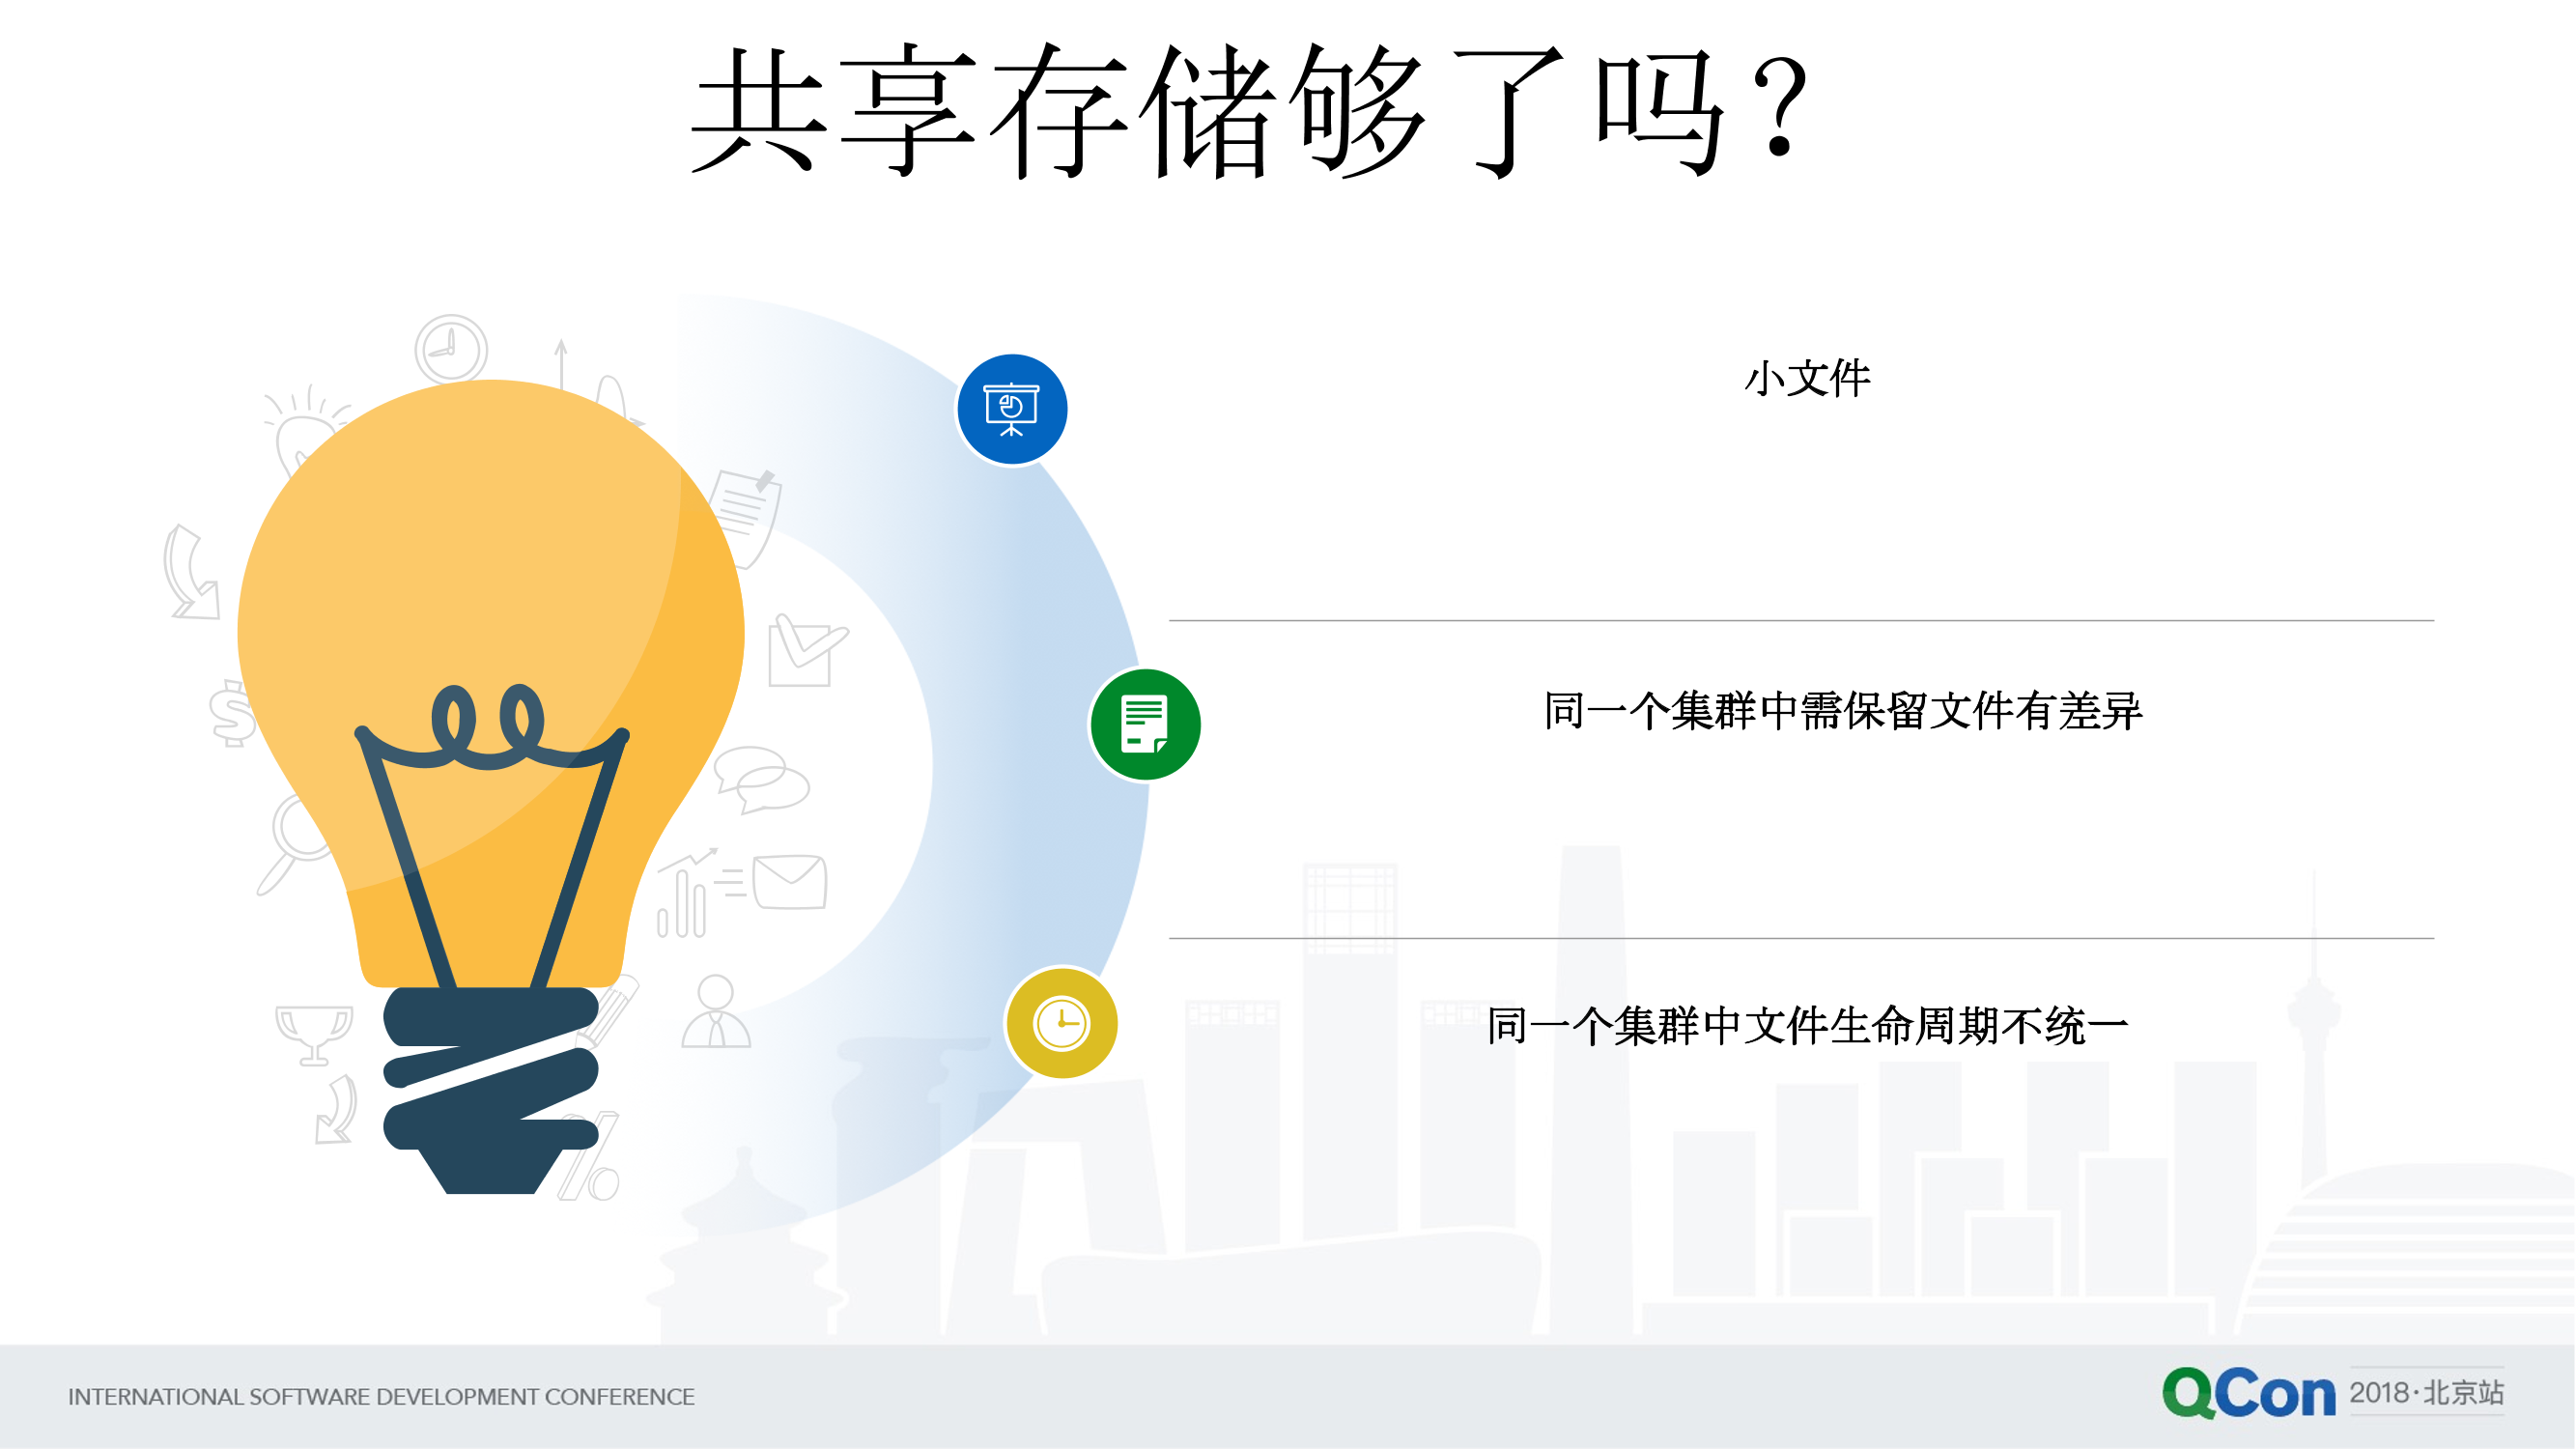 共享存储够了吗？
小文件
同一个集群中需保留文件有差异
同一个集群中文件生命周期不统一
INTERNATIONAL SOFTWARE DEVELOPMENT CONFERENCE
QCon 2018·北京站